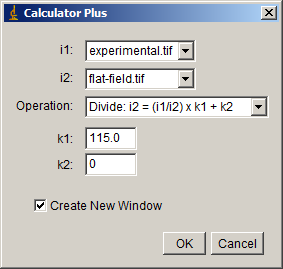 Calculator Plus
i1: experimental.tif
i2: flat-field.tif
Operation: Divide: i2 = (i1/i2) x k1 + k2
k1: 115.0
k2: 0
Create New Window
OK Cancel